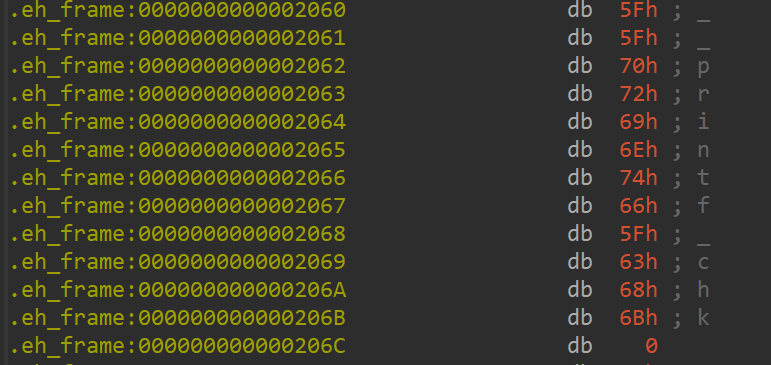 .eh_frame:0000000000002060 db 5Fh ; _
.eh_frame:0000000000002061 db 5Fh ; _
.eh_frame:0000000000002062 db 70h ; p
.eh_frame:0000000000002063 db 72h ; r
.eh_frame:0000000000002064 db 69h ; i
.eh_frame:0000000000002065 db 6Eh ; n
.eh_frame:0000000000002066 db 74h ; t
.eh_frame:0000000000002067 db 66h ; f
.eh_frame:0000000000002068 db 5Fh ; _
.eh_frame:0000000000002069 db 63h ; c
.eh_frame:000000000000206A db 68h ; h
.eh_frame:000000000000206B db 6Bh ; k
.eh_frame:000000000000206C db 0